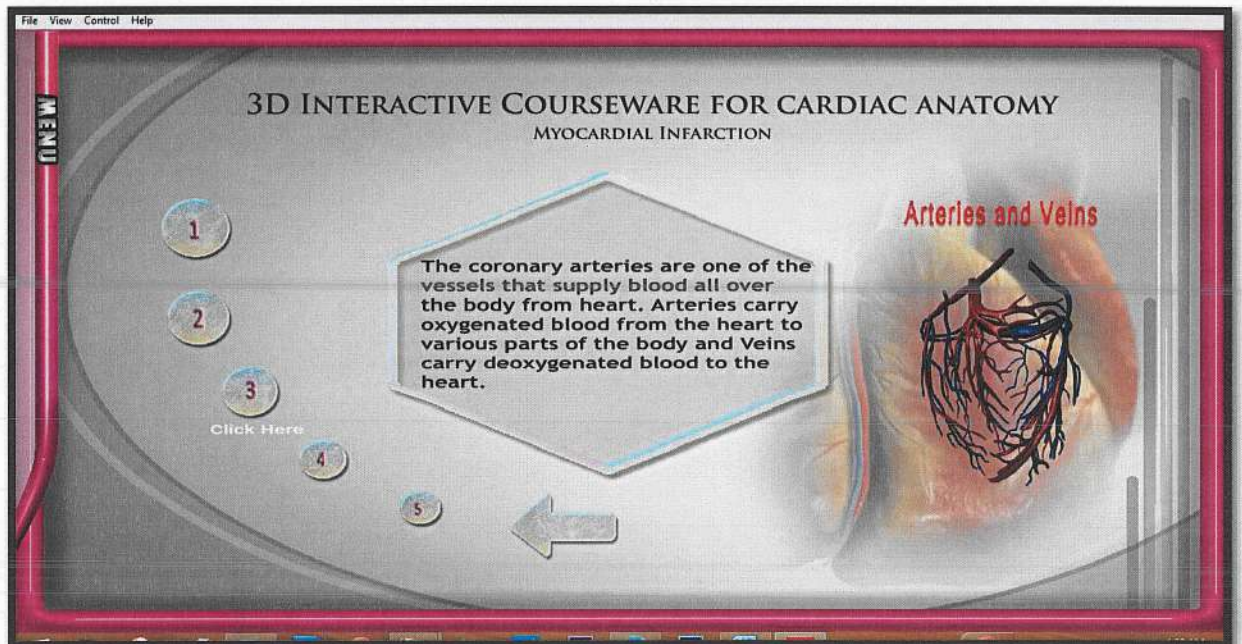 File View Control Help
MENU
3D INTERACTIVE COURSEWARE FOR CARDIAC ANATOMY
MYOCARDIAL INFARCTION
Arteries and Veins
1
The coronary arteries are one of the
vessels that supply blood all over
the body from heart. Arteries carry
oxygenated blood from the heart to
various parts of the body and Veins
carry deoxygenated blood to the
heart.
2
3
Click Here
4
5